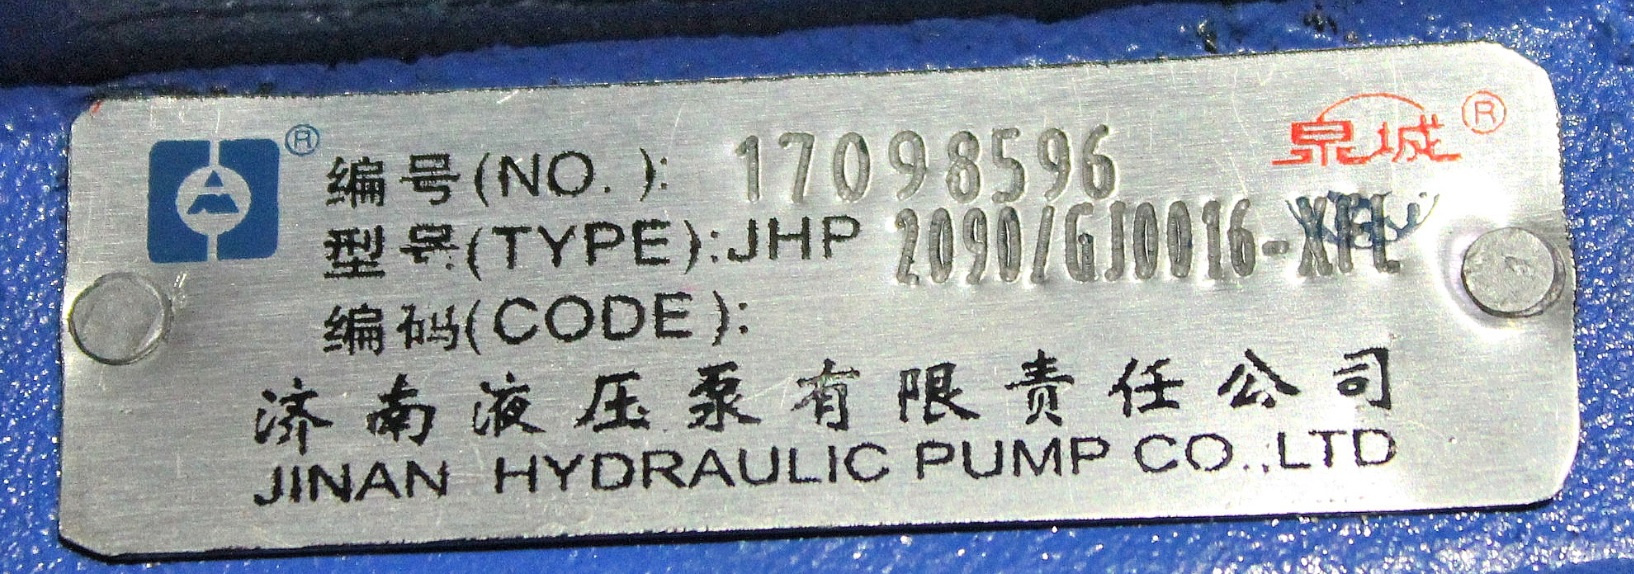 ® 编号(NO. ): 17098596 泉城®
型号(TYPE):JHP 2090/GJ0016-XFL
编码(CODE):
济南液压泵有限责任公司
JINAN HYDRAULIC PUMP CO.,LTD